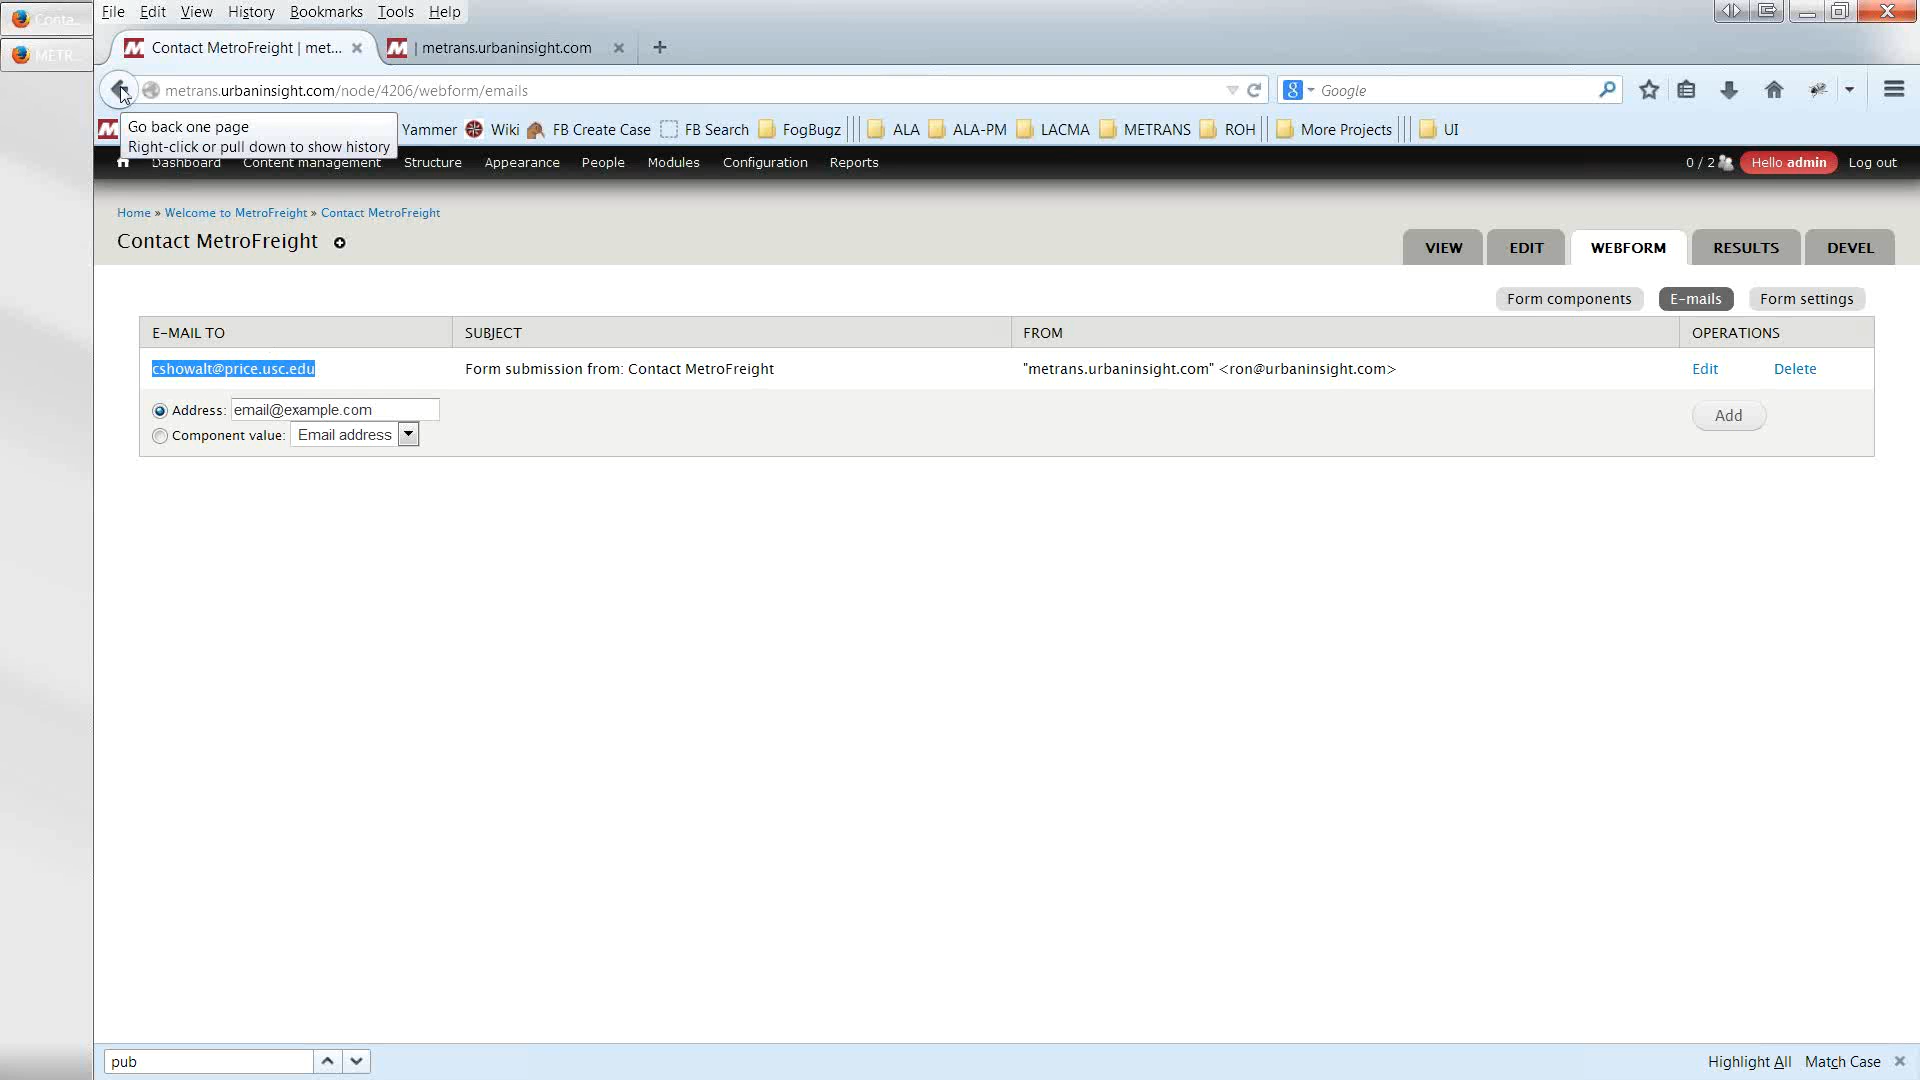 Conta...
METR...
File Edit View History Bookmarks Tools Help
Contact MetroFreight | met...
| metrans.urbaninsight.com
metrans.urbaninsight.com/node/4206/webform/emails
Google
Go back one page
Right-click or pull down to show history
Yammer Wiki FB Create Case FB Search FogBugz ALA ALA-PM LACMA METRANS ROH More Projects UI
Dashboard Content management Structure Appearance People Modules Configuration Reports 0 / 2 Hello admin Log out
Home » Welcome to MetroFreight » Contact MetroFreight
Contact MetroFreight
VIEW EDIT WEBFORM RESULTS DEVEL
Form components E-mails Form settings
E-MAIL TO SUBJECT FROM OPERATIONS
cshowalt@price.usc.edu Form submission from: Contact MetroFreight "metrans.urbaninsight.com" <ron@urbaninsight.com> Edit Delete
Address: email@example.com Add
Component value: Email address
pub Highlight All Match Case